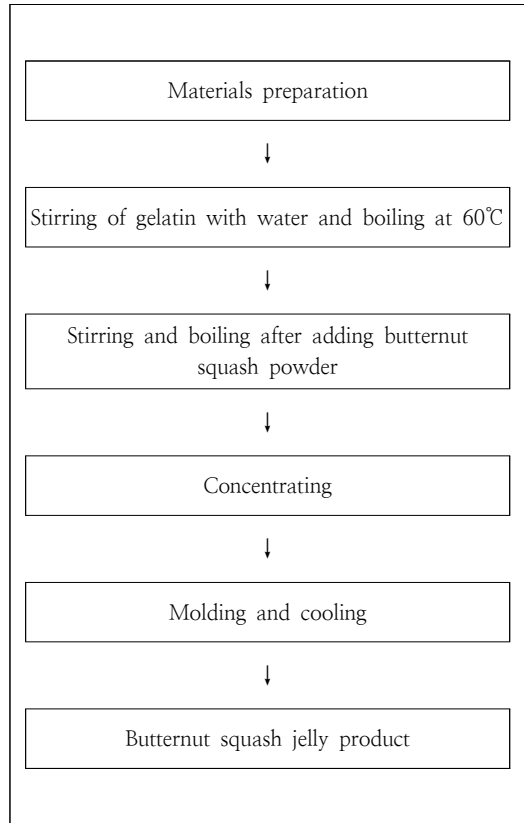 Materials preparation
↓
Stirring of gelatin with water and boiling at 60℃
↓
Stirring and boiling after adding butternut
squash powder
↓
Concentrating
↓
Molding and cooling
↓
Butternut squash jelly product